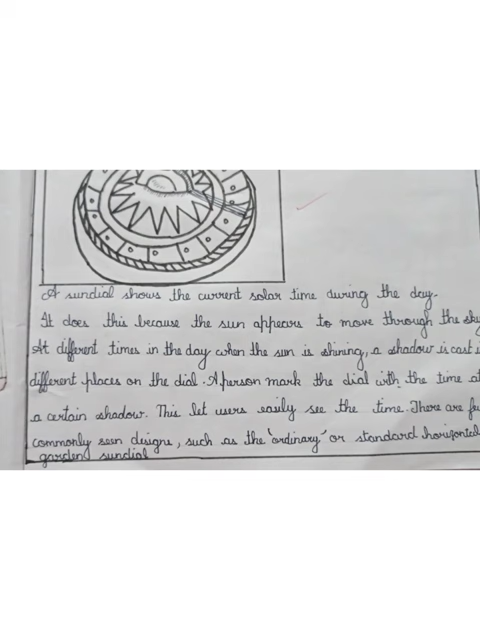 A sundial shows the current solar time during the day.
It does this because the sun appears to move through the sky
At different times in the day when the sun is shining, a shadow is cast
different places on the dial. A person mark the dial with the time at
a certain shadow. This let users easily see the time. There are
commonly seen designs, such as the "ordinary" or standard horizontal
garden sundial